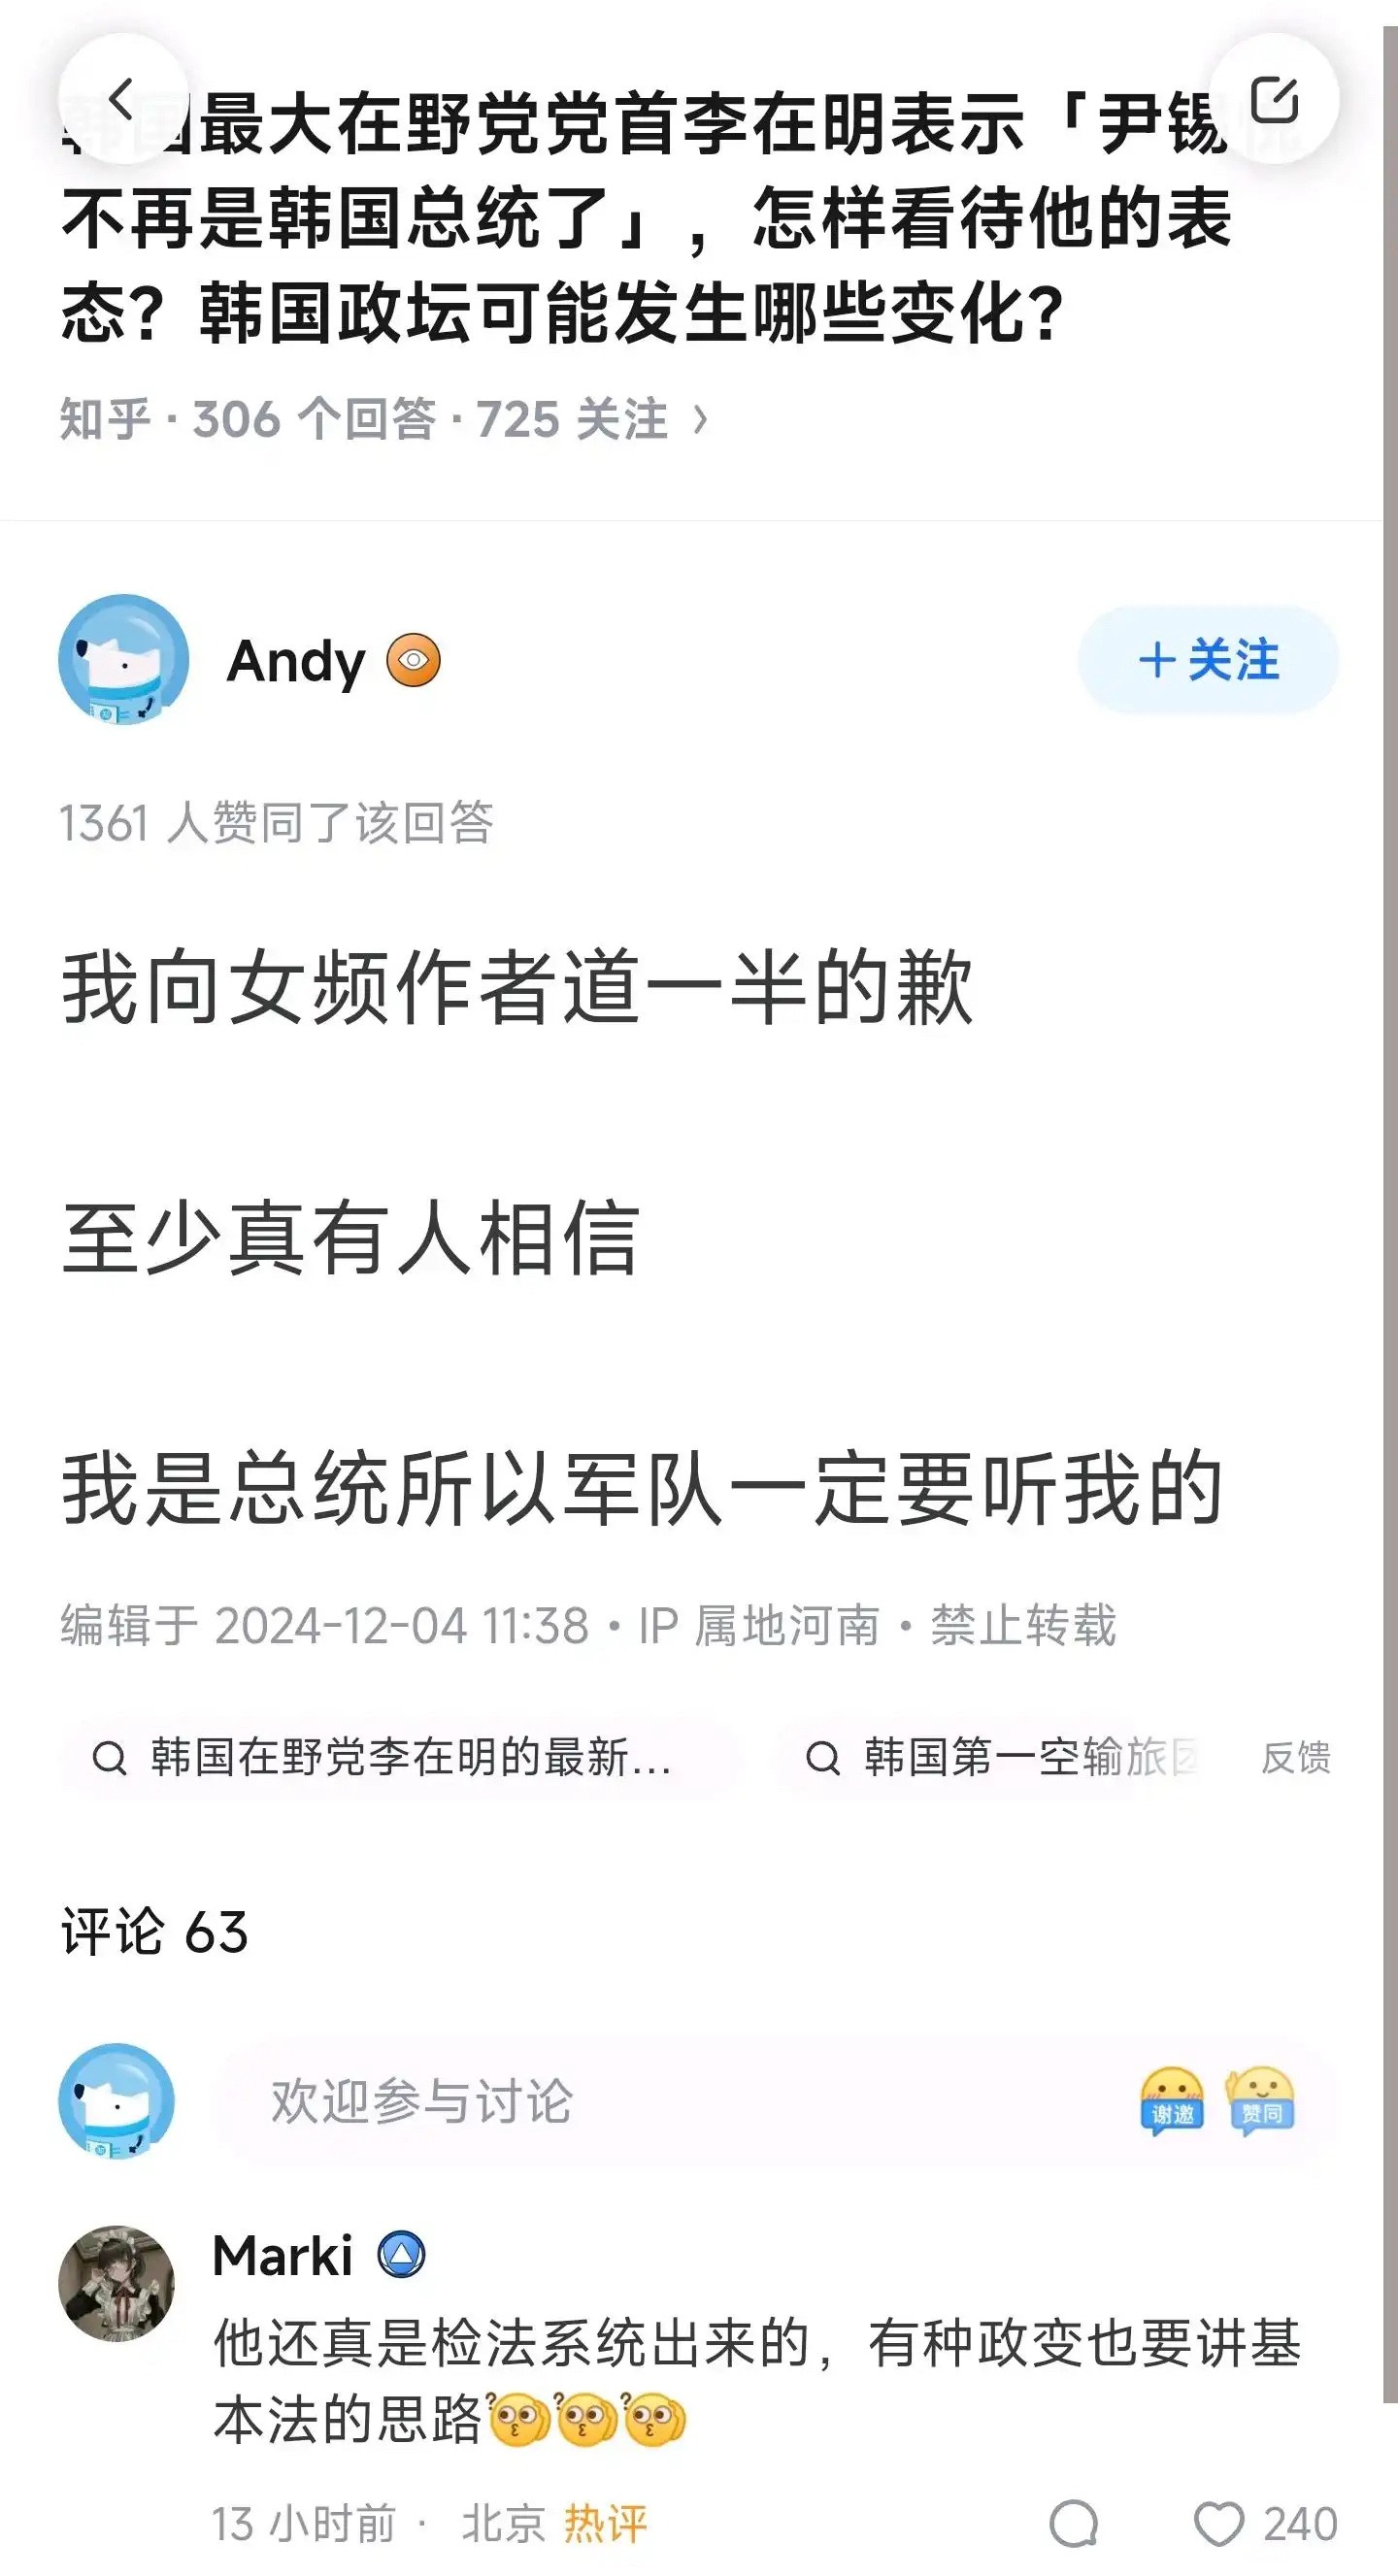 韩国最大在野党党首李在明表示「尹锡
不再是韩国总统了」，怎样看待他的表
态？韩国政坛可能发生哪些变化？
知乎 · 306 个回答 · 725 关注 >
Andy
+关注
1361 人赞同了该回答
我向女频作者道一半的歉
至少真有人相信
我是总统所以军队一定要听我的
编辑于 2024-12-04 11:38 • IP 属地河南 • 禁止转载
韩国在野党李在明的最新...
韩国第一空输旅团
反馈
评论 63
欢迎参与讨论
谢邀
赞同
Marki
他还真是检法系统出来的，有种政变也要讲基
本法的思路
13 小时前 · 北京 热评
240